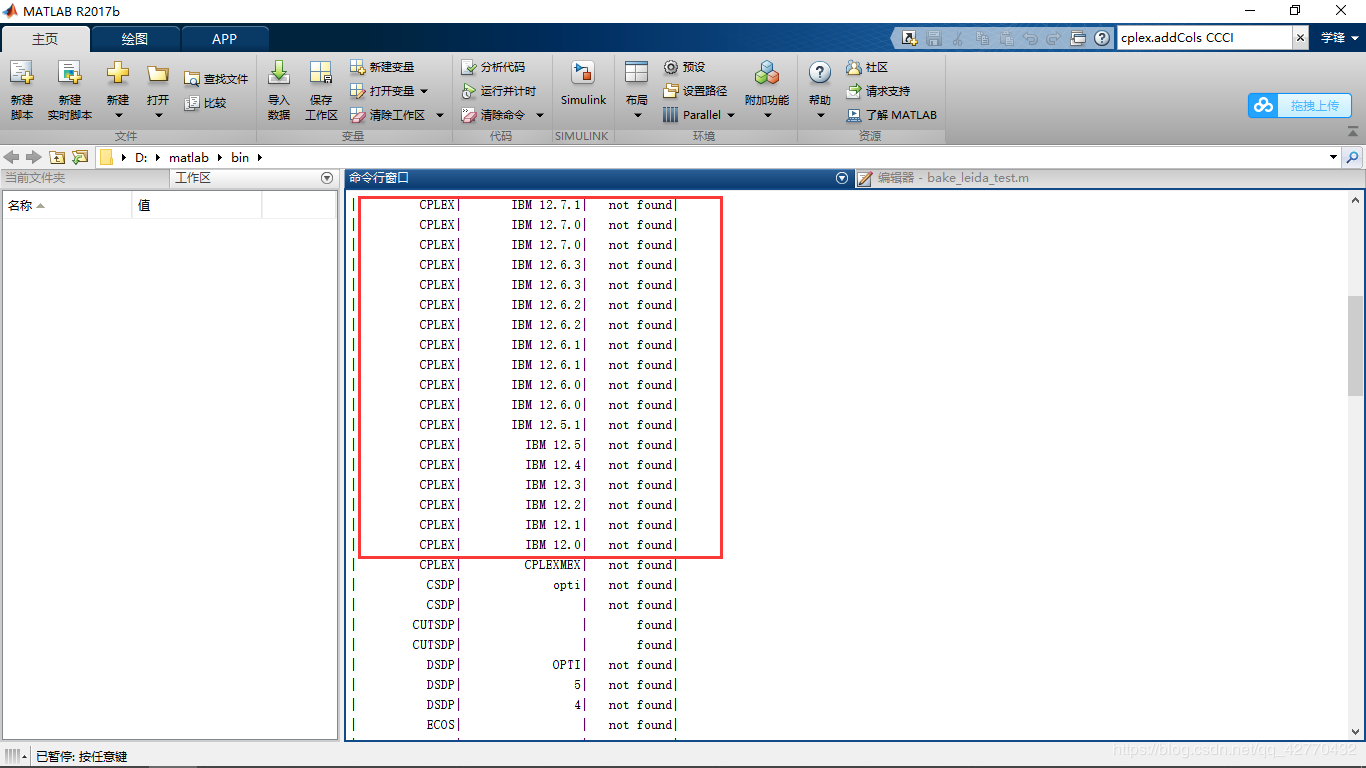 MATLAB R2017b
主页 绘图 APP
cplex.addCols CCCI
学锋
新建脚本
新建实时脚本
新建
打开
查找文件
比较
文件
导入数据
保存工作区
新建变量
打开变量
清除工作区
变量
分析代码
运行并计时
清除命令
代码
Simulink
SIMULINK
布局
预设
设置路径
Parallel
附加功能
环境
帮助
社区
请求支持
了解 MATLAB
资源
拖拽上传
D: matlab bin
当前文件夹 工作区
名称 值
命令行窗口
编辑器 - bake_leida_test.m
| CPLEX| IBM 12.7.1| not found|
| CPLEX| IBM 12.7.0| not found|
| CPLEX| IBM 12.7.0| not found|
| CPLEX| IBM 12.6.3| not found|
| CPLEX| IBM 12.6.3| not found|
| CPLEX| IBM 12.6.2| not found|
| CPLEX| IBM 12.6.2| not found|
| CPLEX| IBM 12.6.1| not found|
| CPLEX| IBM 12.6.1| not found|
| CPLEX| IBM 12.6.0| not found|
| CPLEX| IBM 12.6.0| not found|
| CPLEX| IBM 12.5.1| not found|
| CPLEX| IBM 12.5| not found|
| CPLEX| IBM 12.4| not found|
| CPLEX| IBM 12.3| not found|
| CPLEX| IBM 12.2| not found|
| CPLEX| IBM 12.1| not found|
| CPLEX| IBM 12.0| not found|
| CPLEX| CPLEXMEX| not found|
| CSDP| opti| not found|
| CSDP| | not found|
| CUTSDP| | found|
| CUTSDP| | found|
| DSDP| OPTI| not found|
| DSDP| 5| not found|
| DSDP| 4| not found|
| ECOS| | not found|
已暂停: 按任意键
https://blog.csdn.net/qq_42770432